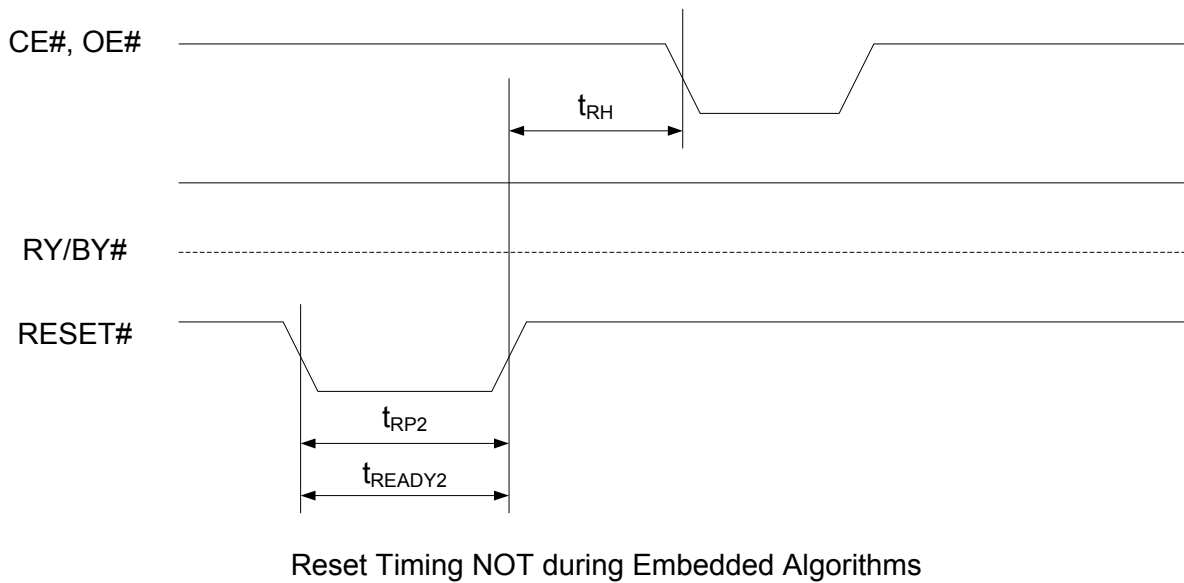 CE#, OE#
tRH
RY/BY#
RESET#
tRP2
tREADY2
Reset Timing NOT during Embedded Algorithms